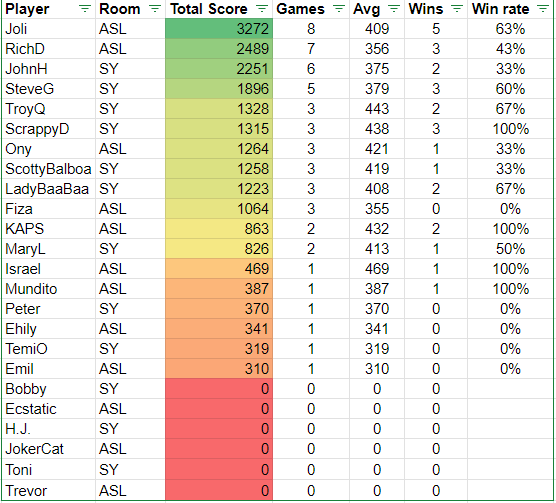 Player Room Total Score Games Avg Wins Win rate
Joli ASL 3272 8 409 5 63%
RichD ASL 2489 7 356 3 43%
JohnH SY 2251 6 375 2 33%
SteveG SY 1896 5 379 3 60%
TroyQ SY 1328 3 443 2 67%
ScrappyD SY 1315 3 438 3 100%
Ony ASL 1264 3 421 1 33%
ScottyBalboa SY 1258 3 419 1 33%
LadyBaaBaa SY 1223 3 408 2 67%
Fiza ASL 1064 3 355 0 0%
KAPS ASL 863 2 432 2 100%
MaryL SY 826 2 413 1 50%
Israel ASL 469 1 469 1 100%
Mundito ASL 387 1 387 1 100%
Peter SY 370 1 370 0 0%
Ehily ASL 341 1 341 0 0%
TemiO SY 319 1 319 0 0%
Emil ASL 310 1 310 0 0%
Bobby SY 0 0 0 0
Ecstatic ASL 0 0 0 0
H.J. SY 0 0 0 0
JokerCat ASL 0 0 0 0
Toni SY 0 0 0 0
Trevor ASL 0 0 0 0